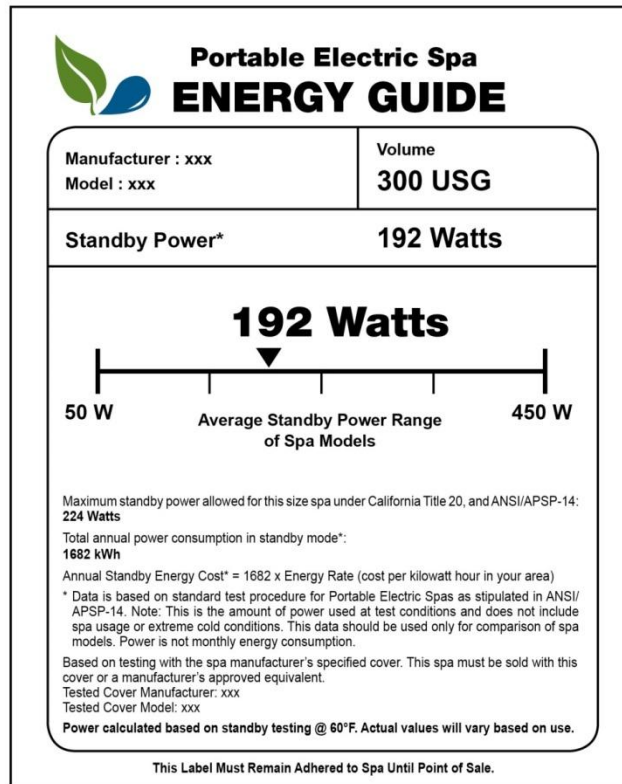 Portable Electric Spa
ENERGY GUIDE
Manufacturer : xxx
Model : xxx
Volume
300 USG
Standby Power*
192 Watts
192 Watts
50 W
450 W
Average Standby Power Range
of Spa Models
Maximum standby power allowed for this size spa under California Title 20, and ANSI/APSP-14:
224 Watts
Total annual power consumption in standby mode*:
1682 kWh
Annual Standby Energy Cost* = 1682 x Energy Rate (cost per kilowatt hour in your area)
* Data is based on standard test procedure for Portable Electric Spas as stipulated in ANSI/
APSP-14. Note: This is the amount of power used at test conditions and does not include
spa usage or extreme cold conditions. This data should be used only for comparison of spa
models. Power is not monthly energy consumption.
Based on testing with the spa manufacturer's specified cover. This spa must be sold with this
cover or a manufacturer's approved equivalent.
Tested Cover Manufacturer: xxx
Tested Cover Model: xxx
Power calculated based on standby testing @ 60°F. Actual values will vary based on use.
This Label Must Remain Adhered to Spa Until Point of Sale.